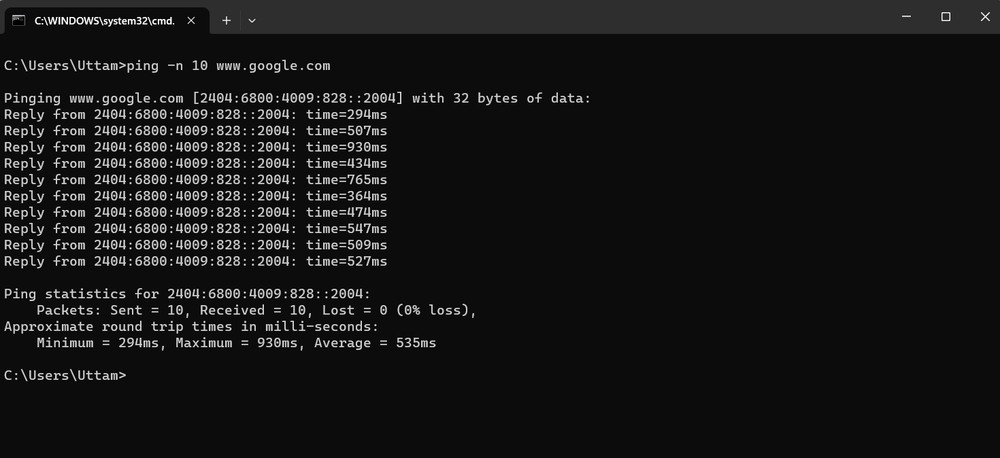 C:\WINDOWS\system32\cmd.
C:\Users\Uttam>ping -n 10 www.google.com
Pinging www.google.com [2404:6800:4009:828::2004] with 32 bytes of data:
Reply from 2404:6800:4009:828::2004: time=294ms
Reply from 2404:6800:4009:828::2004: time=507ms
Reply from 2404:6800:4009:828::2004: time=930ms
Reply from 2404:6800:4009:828::2004: time=434ms
Reply from 2404:6800:4009:828::2004: time=765ms
Reply from 2404:6800:4009:828::2004: time=364ms
Reply from 2404:6800:4009:828::2004: time=474ms
Reply from 2404:6800:4009:828::2004: time=547ms
Reply from 2404:6800:4009:828::2004: time=509ms
Reply from 2404:6800:4009:828::2004: time=527ms
Ping statistics for 2404:6800:4009:828::2004:
    Packets: Sent = 10, Received = 10, Lost = 0 (0% loss),
Approximate round trip times in milli-seconds:
    Minimum = 294ms, Maximum = 930ms, Average = 535ms
C:\Users\Uttam>